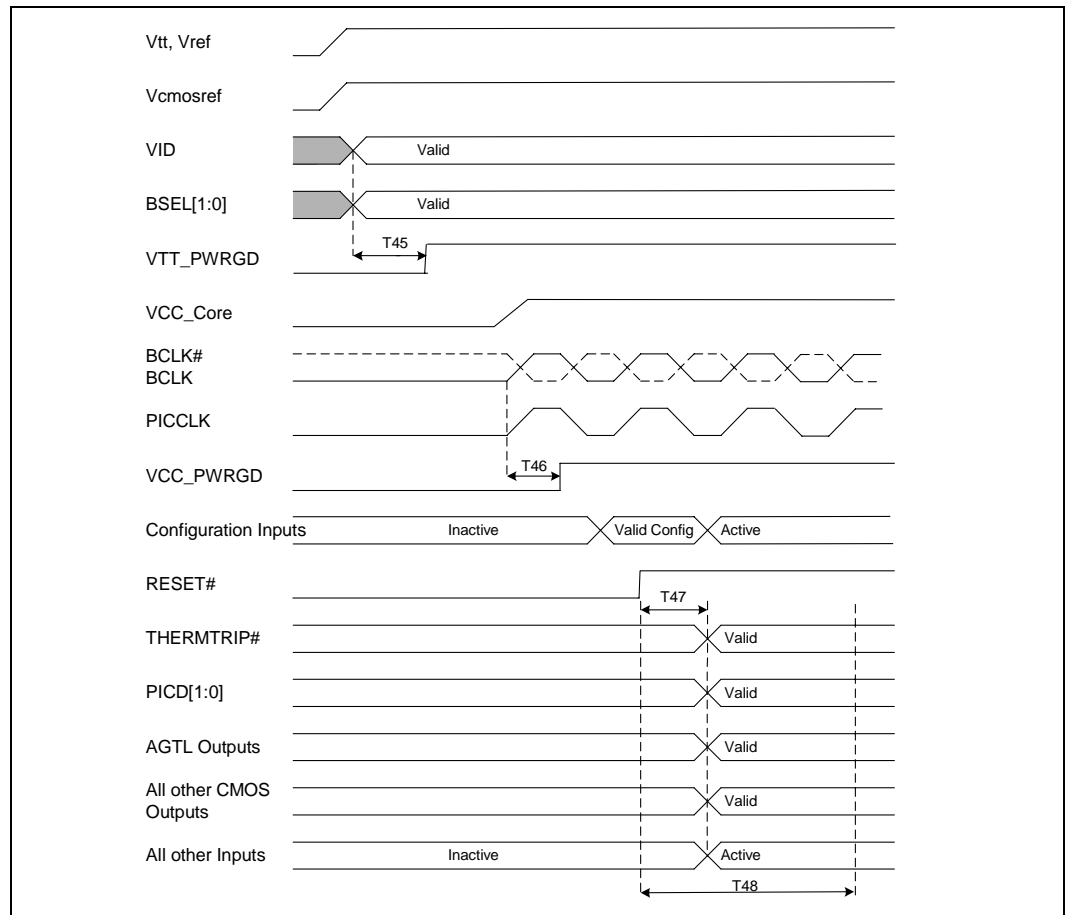 Vtt, Vref
Vcmosref
VID
Valid
BSEL[1:0]
Valid
T45
VTT_PWRGD
VCC_Core
BCLK#
BCLK
PICCLK
T46
VCC_PWRGD
Configuration Inputs
Inactive
Valid Config
Active
RESET#
T47
THERMTRIP#
Valid
PICD[1:0]
Valid
AGTL Outputs
Valid
All other CMOS
Outputs
Valid
All other Inputs
Inactive
Active
T48